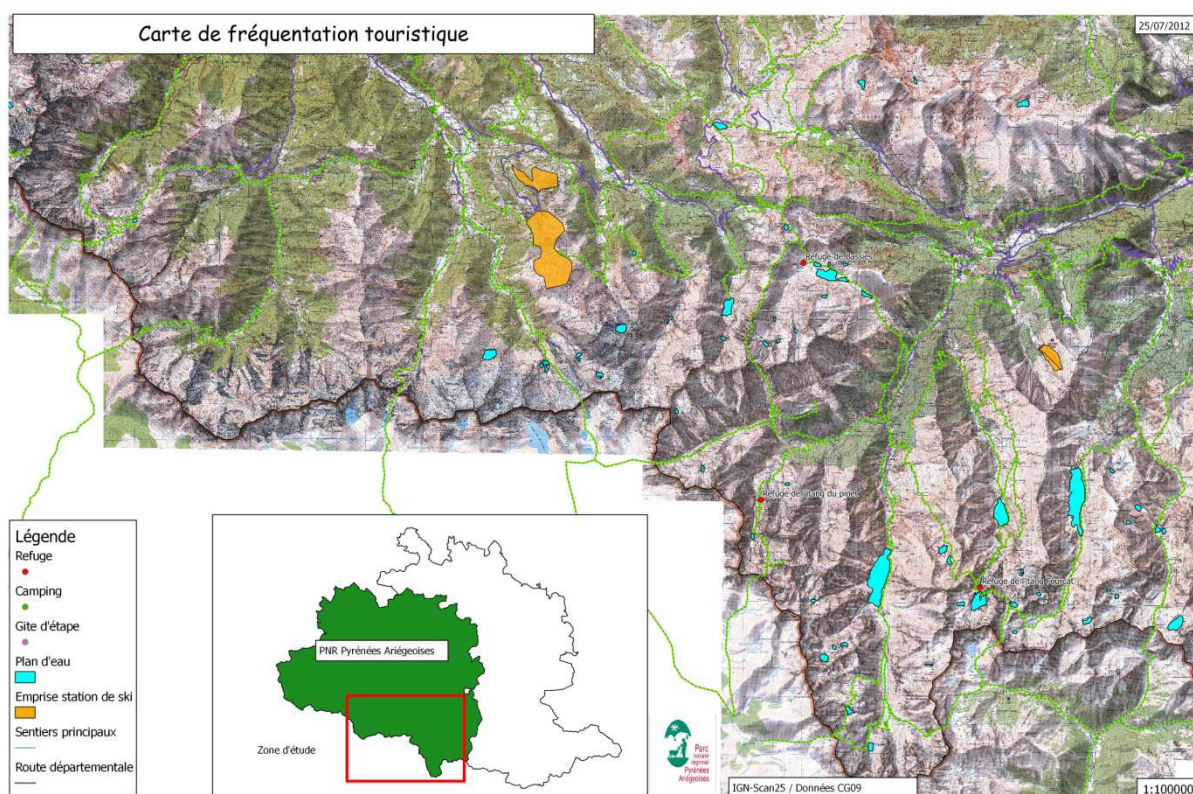 Carte de fréquentation touristique
25/07/2012
Refuge de Bassiès
Refuge de l'tang du pinet
Refuge de l'tang fourcat
Légende
Refuge
Camping
Gite d'étape
Plan d'eau
Emprise station de ski
Sentiers principaux
Route départementale
PNR Pyrénées Ariégeoises
Zone d'étude
Parc
naturel
régional
Pyrénées
Ariégeoises
IGN-Scan25 / Données CG09
1:100000